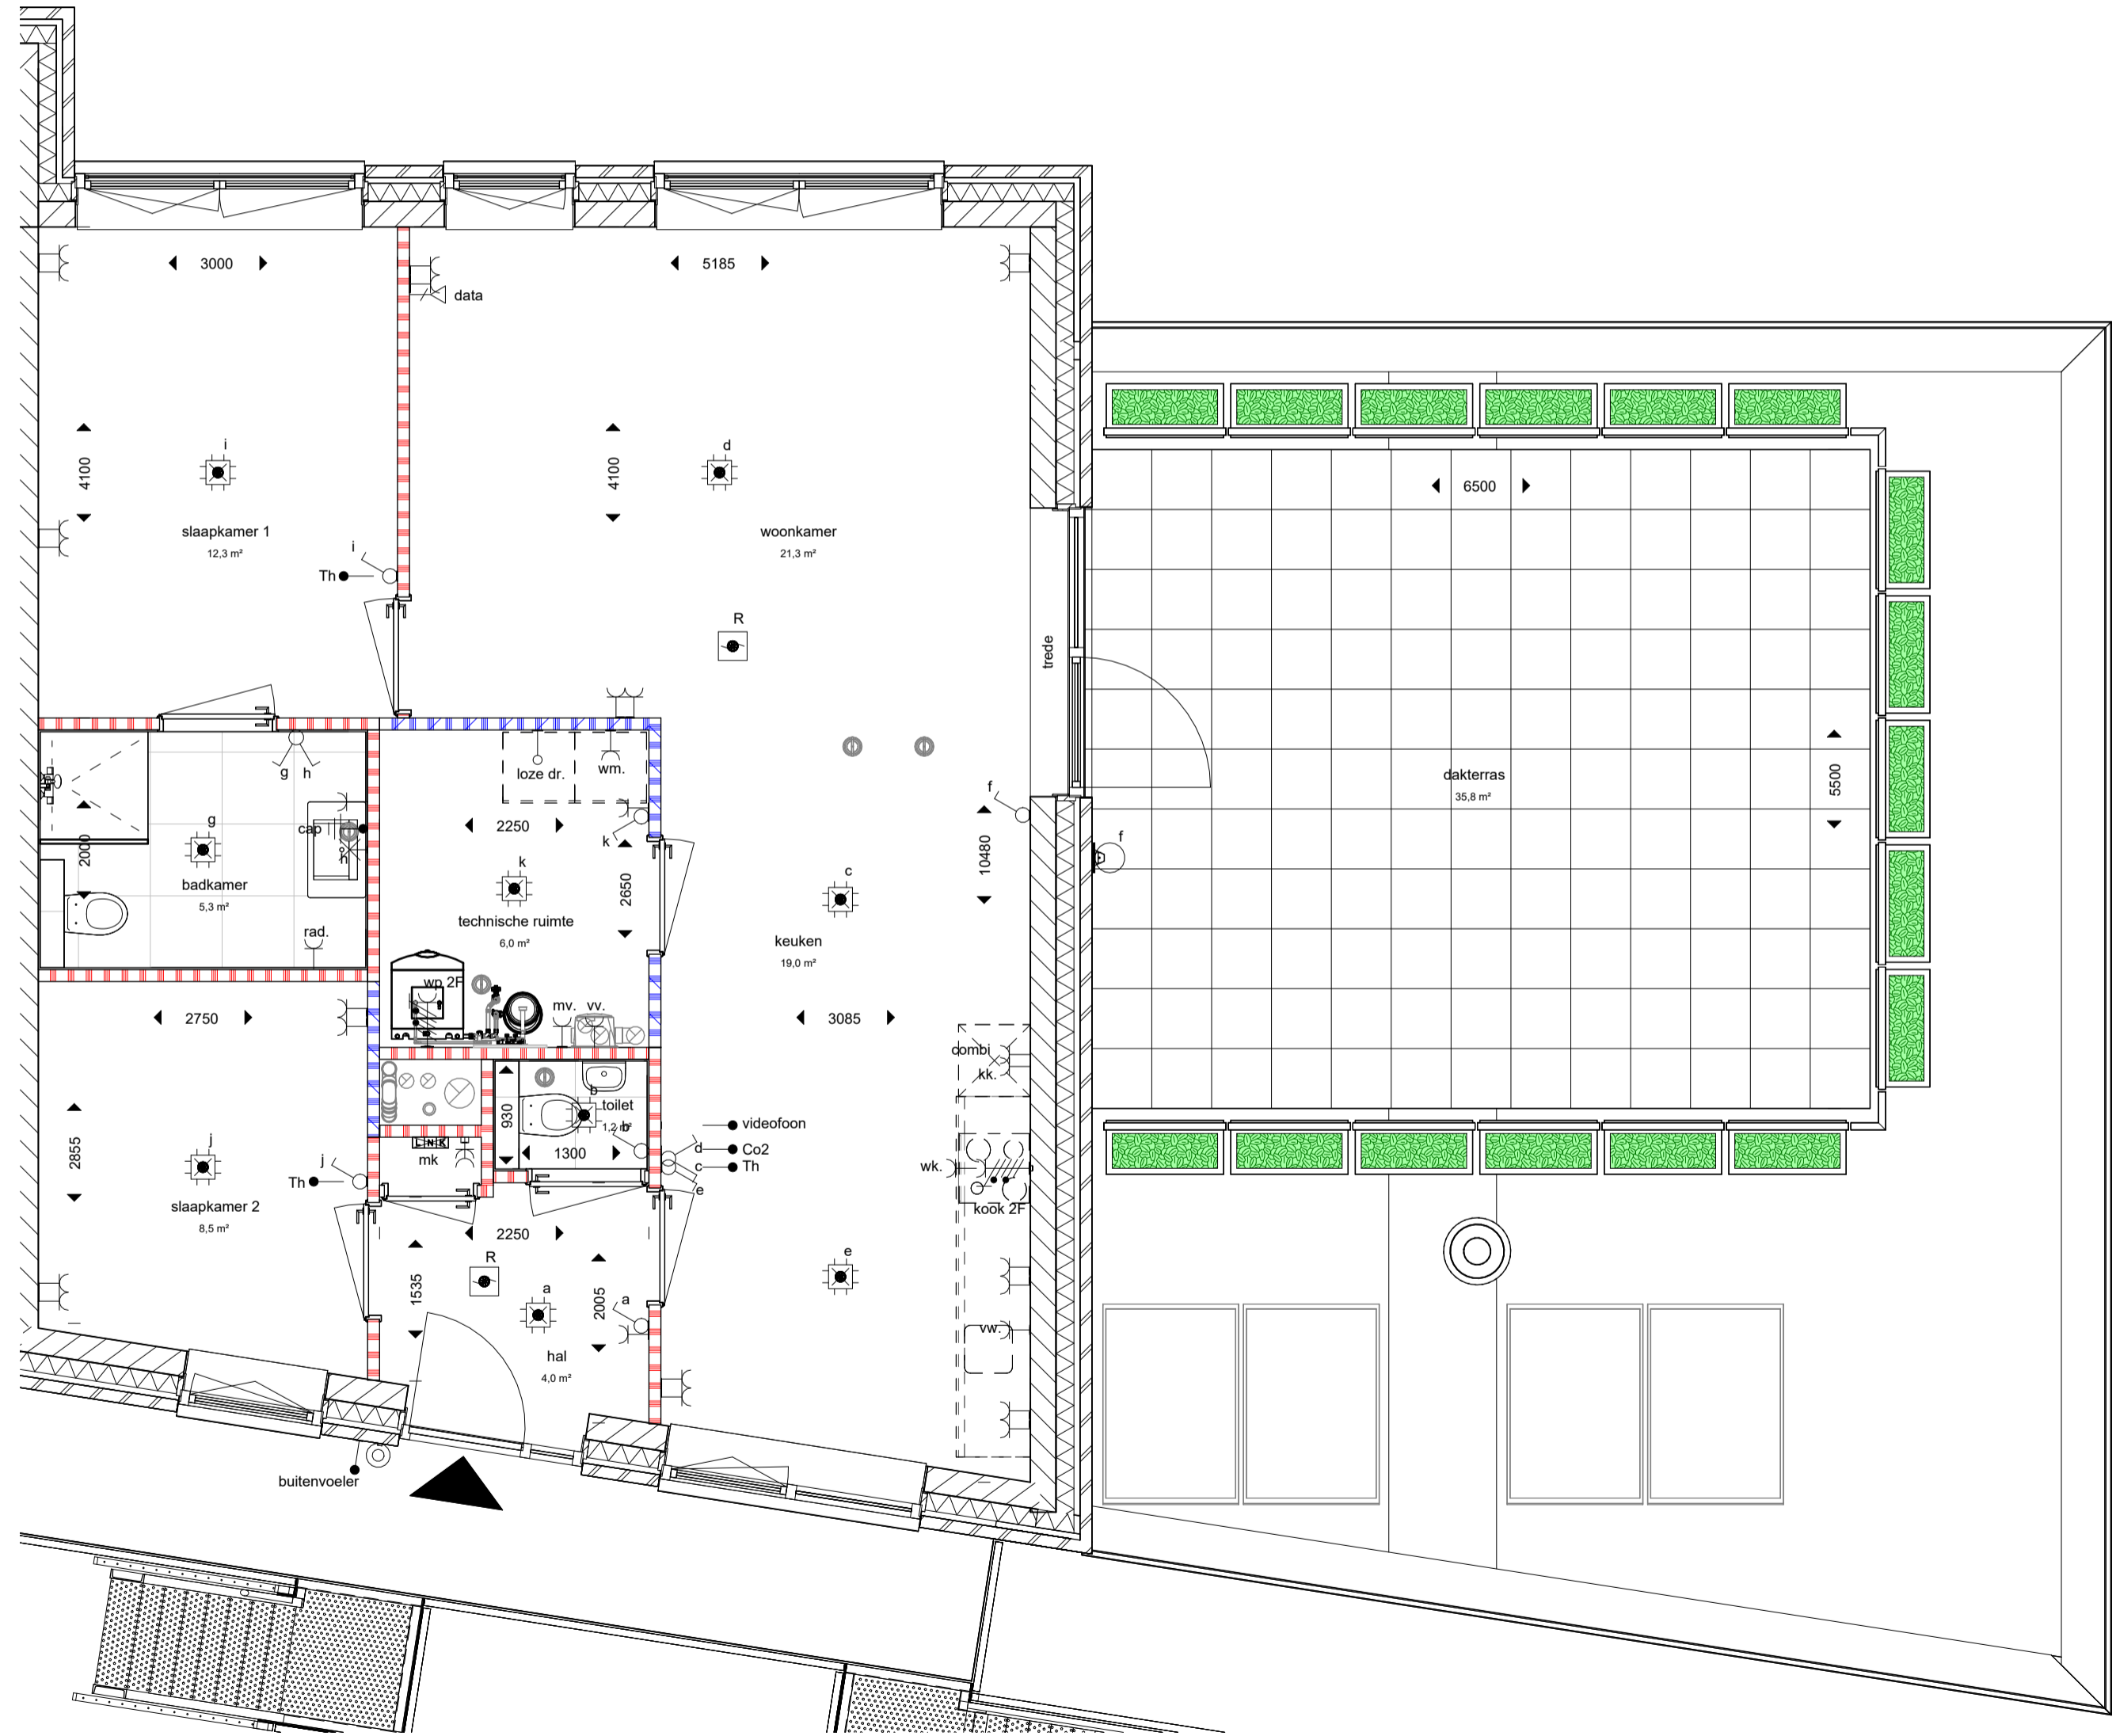 3000
5185
data
i
d
4100
4100
6500
slaapkamer 1
12,3 m²
woonkamer
21,3 m²
i
Th
R
trede
g
h
loze dr.
wm.
dakterras
35,8 m²
5500
f
g
cap
h
2000
2250
k
k
10480
f
badkamer
5,3 m²
2650
c
technische ruimte
6,0 m²
rad.
keuken
19,0 m²
wp 2F
2750
mv.
vv.
3085
combi
kk.
b
toilet
1,2 m²
930
b
videofoon
d
Co2
c
Th
e
1300
mk
wk.
kook 2F
2855
j
j
Th
slaapkamer 2
8,5 m²
2250
R
a
1535
2005
a
e
vw.
hal
4,0 m²
buitenvoeler